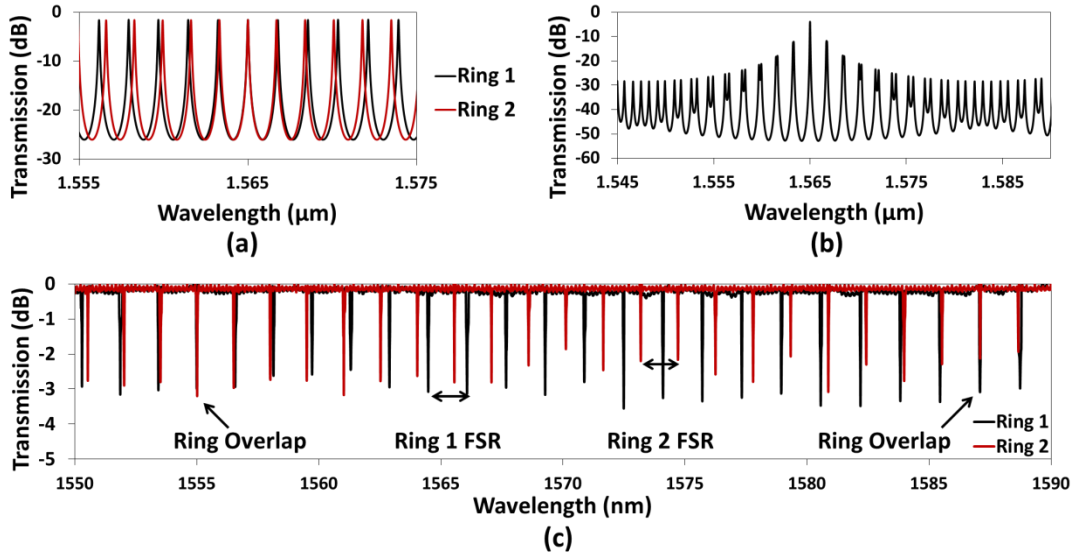 Transmission (dB)
0
-10
-20
-30
1.555
1.565
1.575
Wavelength (µm)
Ring 1
Ring 2
(a)
Transmission (dB)
0
-10
-20
-30
-40
-50
-60
1.545
1.555
1.565
1.575
1.585
Wavelength (µm)
(b)
Transmission (dB)
0
-1
-2
-3
-4
-5
Ring Overlap
Ring 1 FSR
Ring 2 FSR
Ring Overlap
Ring 1
Ring 2
1550
1555
1560
1565
1570
1575
1580
1585
1590
Wavelength (nm)
(c)